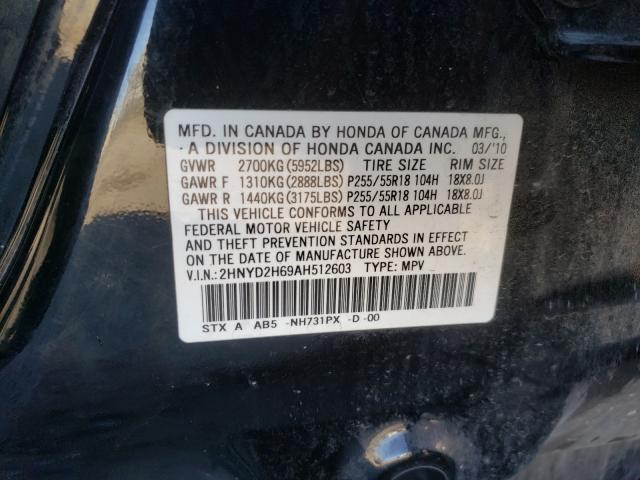 MFD. IN CANADA BY HONDA OF CANADA MFG.,
A DIVISION OF HONDA CANADA INC. 03/'10
GVWR 2700KG(5952LBS) TIRE SIZE RIM SIZE
GAWR F 1310KG(2888LBS)P255/55R18 104H 18X8.0J
GAWR R 1440KG(3175LBS)P255/55R18 104H 18X8.0J
THIS VEHICLE CONFORMS TO ALL APPLICABLE
FEDERAL MOTOR VEHICLE SAFETY
AND THEFT PREVENTION STANDARDS IN EFFECT
ON THE DATE OF MANUFACTURE SHOWN ABOVE.
V.I.N.: 2HNYD2H69AH512603 TYPE: MPV
STX A AB5 -NH731PX -D -00